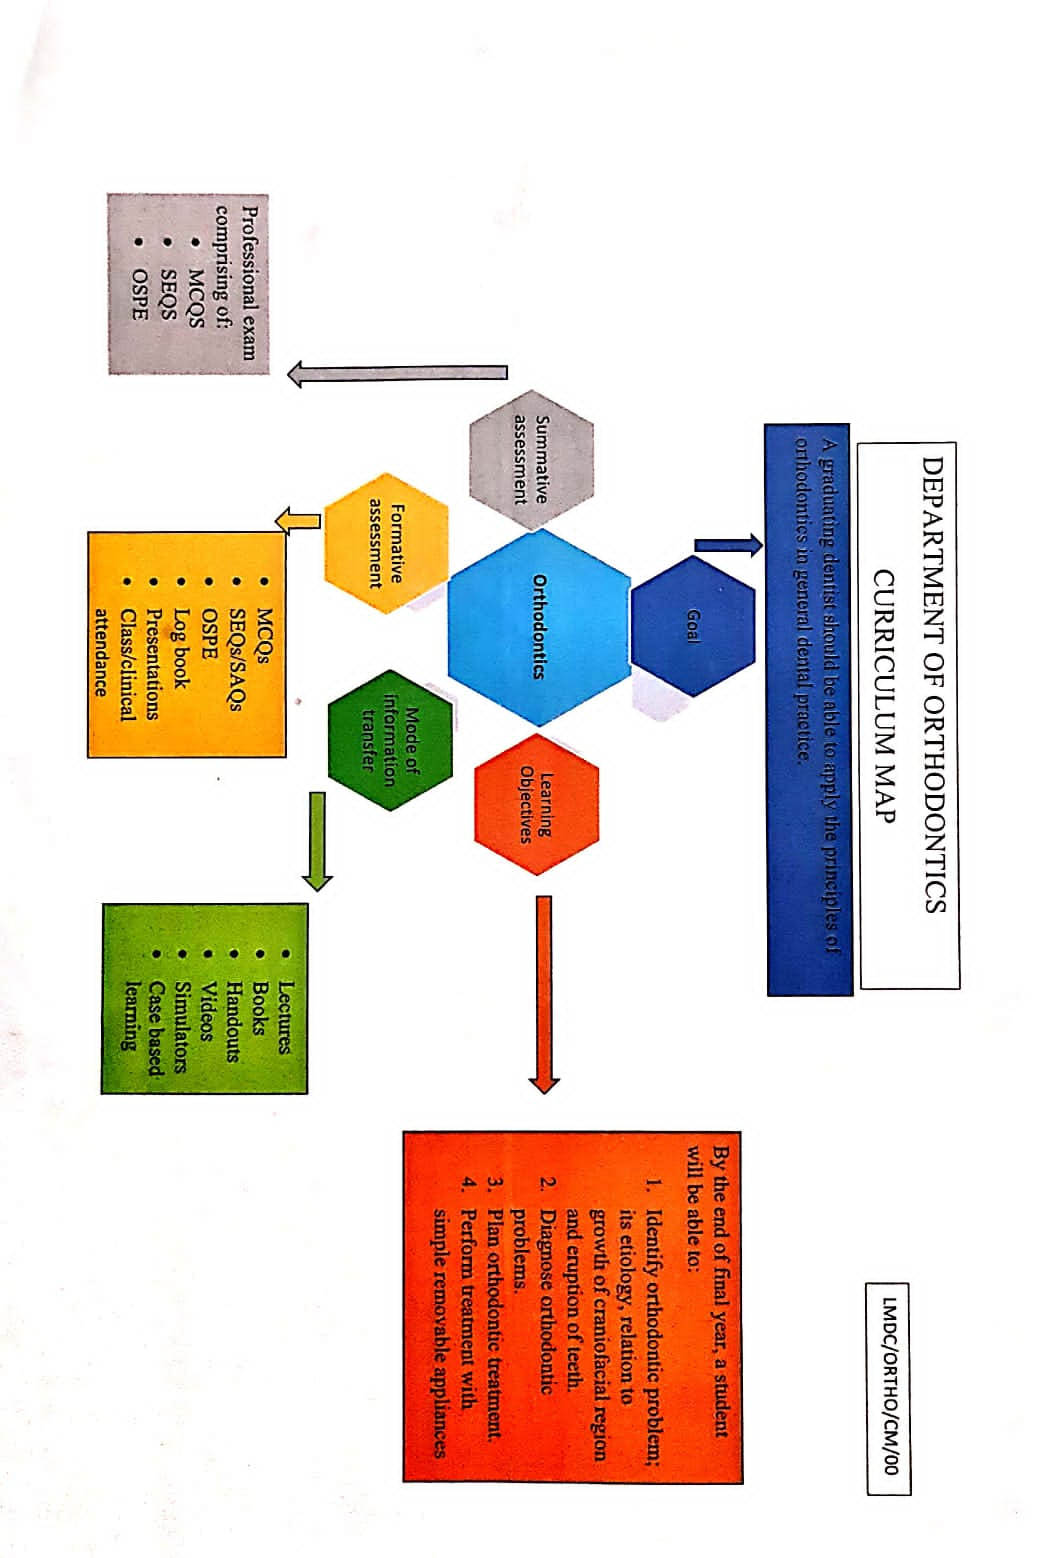 LMDC/ORTHO/CM/00
DEPARTMENT OF ORTHODONTICS
CURRICULUM MAP
A graduating dentist should be able to apply the principles of
orthodontics in general dental practice.
Goal
Summative
assessment
Orthodontics
Learning
Objectives
Formative
assessment
Mode of
information
transfer
By the end of final year, a student
will be able to:
1. Identify orthodontic problem;
its etiology, relation to
growth of craniofacial region
and eruption of teeth.
2. Diagnose orthodontic
problems.
3. Plan orthodontic treatment.
4. Perform treatment with
simple removable appliances
Professional exam
comprising of:
• MCQS
• SEQS
• OSPE
• MCQs
• SEQs/SAQs
• OSPE
• Log book
• Presentations
• Class/clinical
attendance
• Lectures
• Books
• Handouts
• Videos
• Simulators
• Case based
learning